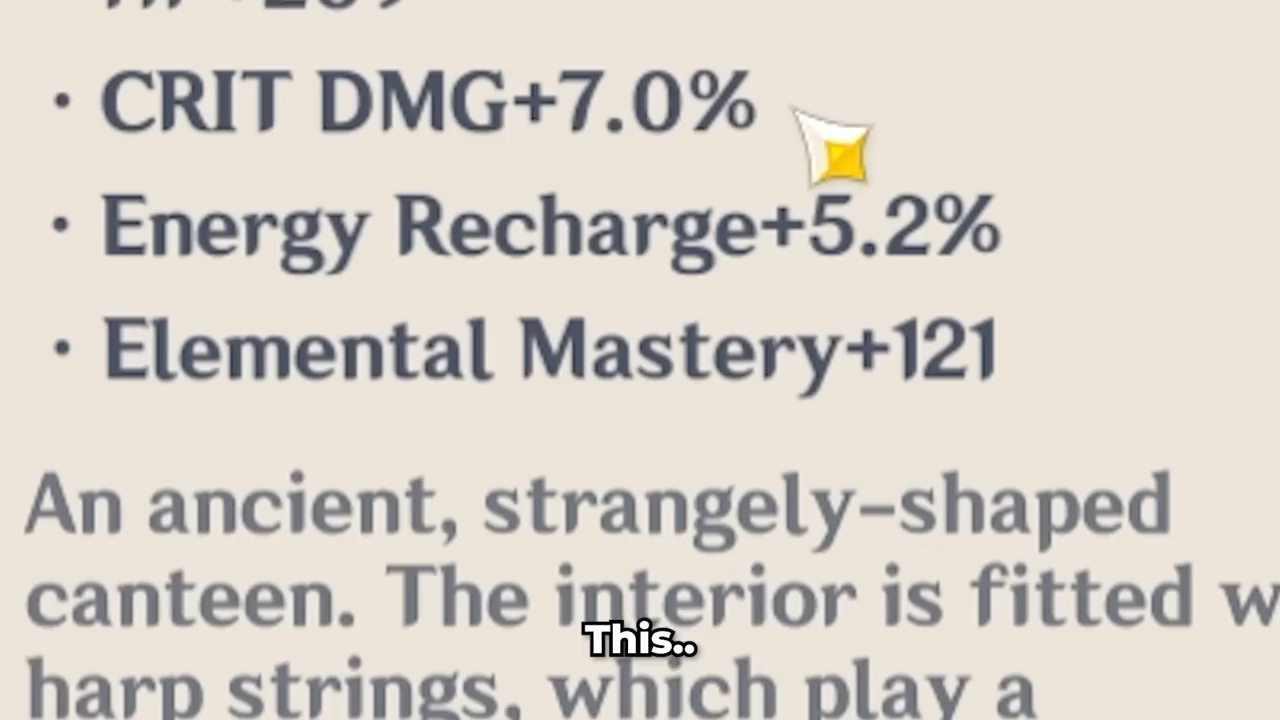 · CRIT DMG+7.0%
· Energy Recharge+5.2%
· Elemental Mastery+121
An ancient, strangely-shaped
canteen. The interior is fitted w
This..
harp strings, which play a